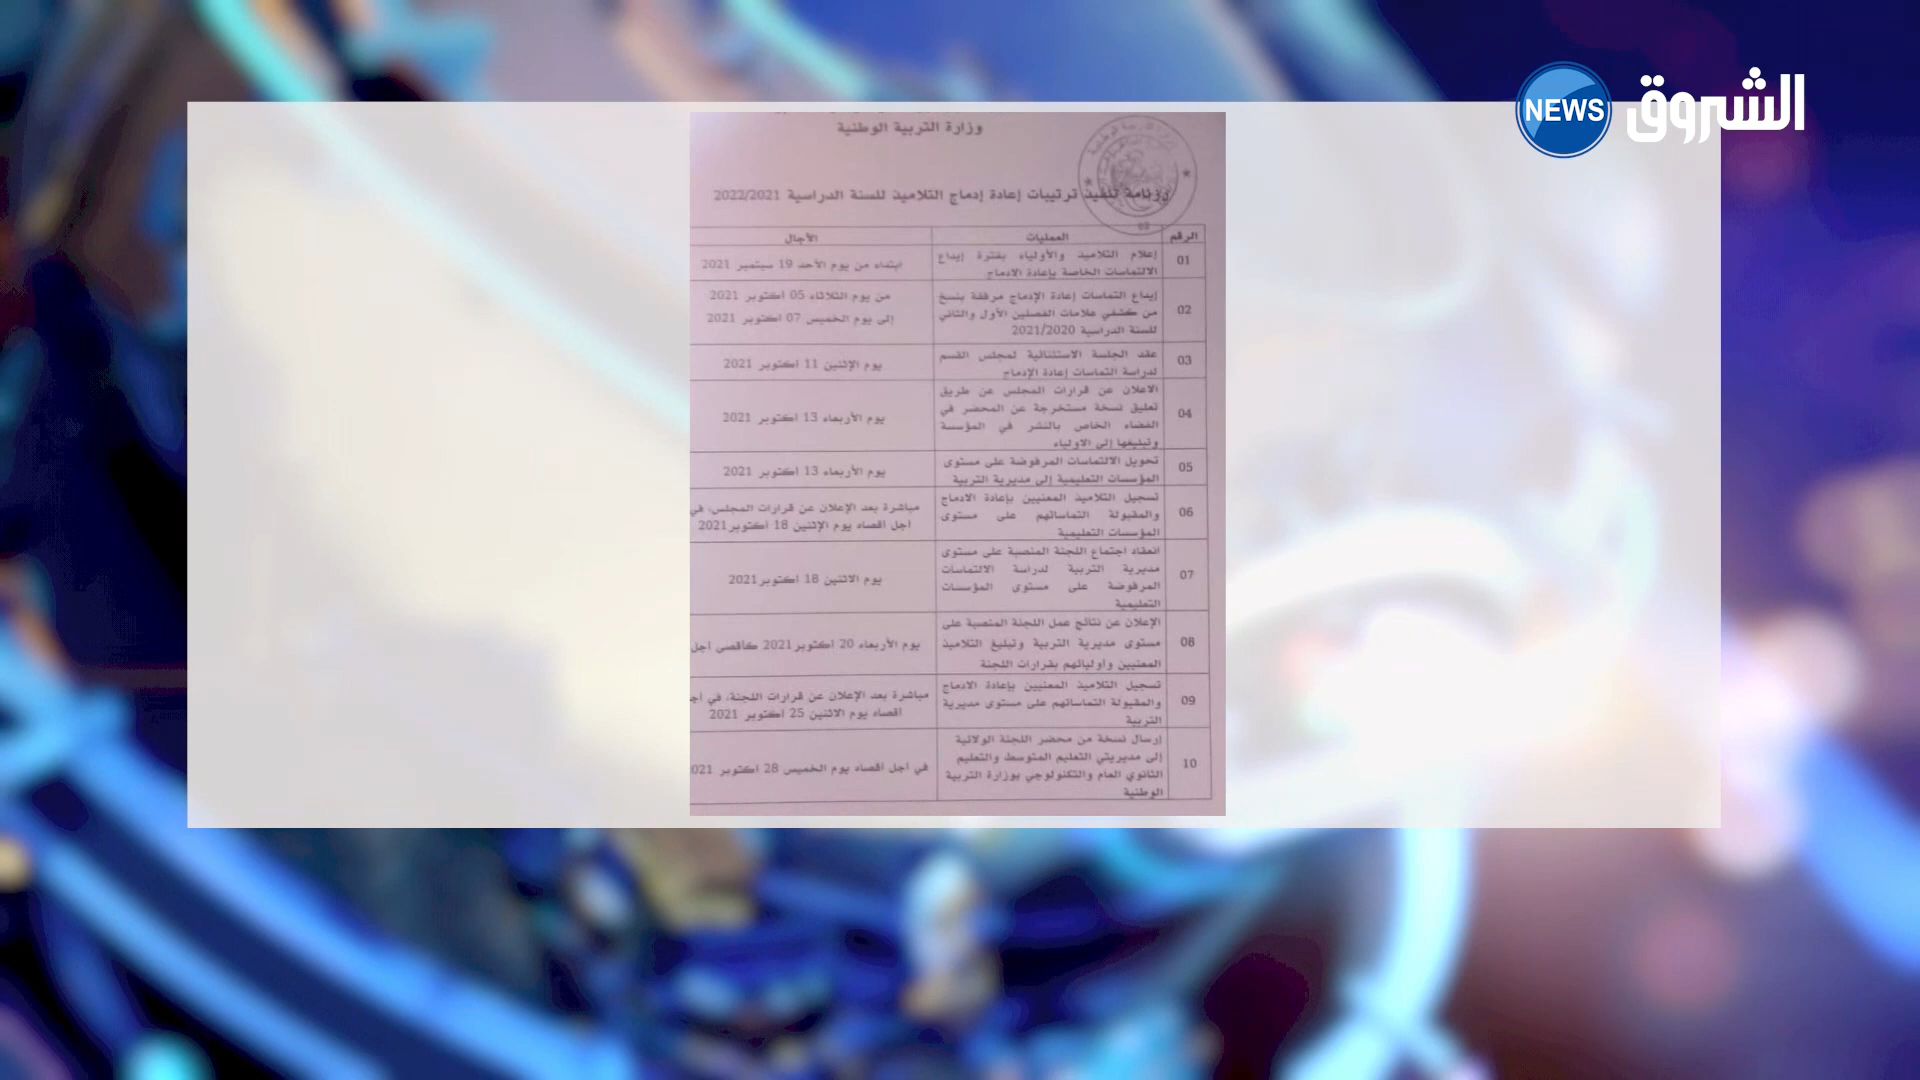 الشروق NEWS
وزارة التربية الوطنية
رزنامة تنفيذ ترتيبات إعادة إدماج التلاميذ للسنة الدراسية 2022/2021
الرقم العمليات الآجال
01 إعلام التلاميذ والأولياء بفترة إيداع
الالتماسات الخاصة بإعادة الادماج
ابتداء من يوم الأحد 19 سبتمبر 2021
02 إيداع التماسات إعادة الإدماج مرفقة بنسخ
من كشفي علامات الفصلين الأول والثاني
للسنة الدراسية 2021/2020
من يوم الثلاثاء 05 أكتوبر 2021
إلى يوم الخميس 07 أكتوبر 2021
03 عقد الجلسة الاستثنائية لمجلس القسم
لدراسة التماسات إعادة الإدماج
يوم الإثنين 11 أكتوبر 2021
04 الاعلان عن قرارات المجلس عن طريق
تعليق نسخة مستخرجة عن المحضر في
الفضاء الخاص بالنشر في المؤسسة
وتبليغها إلى الاولياء
يوم الأربعاء 13 أكتوبر 2021
05 تحويل الالتماسات المرفوضة على مستوى
المؤسسات التعليمية إلى مديرية التربية
يوم الأربعاء 13 أكتوبر 2021
06 تسجيل التلاميذ المعنيين بإعادة الادماج
والمقبولة التماساتهم على مستوى
المؤسسات التعليمية
مباشرة بعد الإعلان عن قرارات المجلس، في
أجل أقصاه يوم الإثنين 18 أكتوبر 2021
07 انعقاد اجتماع اللجنة المنصبة على مستوى
مديرية التربية لدراسة الالتماسات
المرفوضة على مستوى المؤسسات
التعليمية
يوم الاثنين 18 أكتوبر 2021
08 الإعلان عن نتائج عمل اللجنة المنصبة على
مستوى مديرية التربية وتبليغ التلاميذ
المعنيين وأوليائهم بقرارات اللجنة
يوم الأربعاء 20 أكتوبر 2021 كأقصى أجل
09 تسجيل التلاميذ المعنيين بإعادة الادماج
والمقبولة التماساتهم على مستوى مديرية
التربية
مباشرة بعد الإعلان عن قرارات اللجنة، في
أقصاه يوم الاثنين 25 أكتوبر 2021
10 إرسال نسخة من محضر اللجنة الولائية
إلى مديريتي التعليم المتوسط والتعليم
الثانوي العام والتكنولوجي بوزارة التربية
الوطنية
في أجل أقصاه يوم الخميس 28 أكتوبر 021